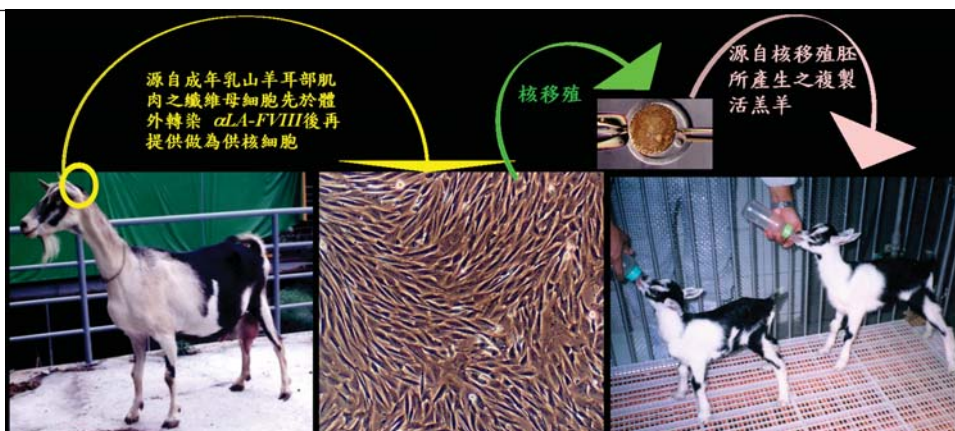 源自成年乳山羊耳部肌
肉之纖維母細胞先於體
外轉染 αLA-FVIII後再
提供做為供核細胞
核移殖
源自核移殖胚
所產生之複製
活羔羊